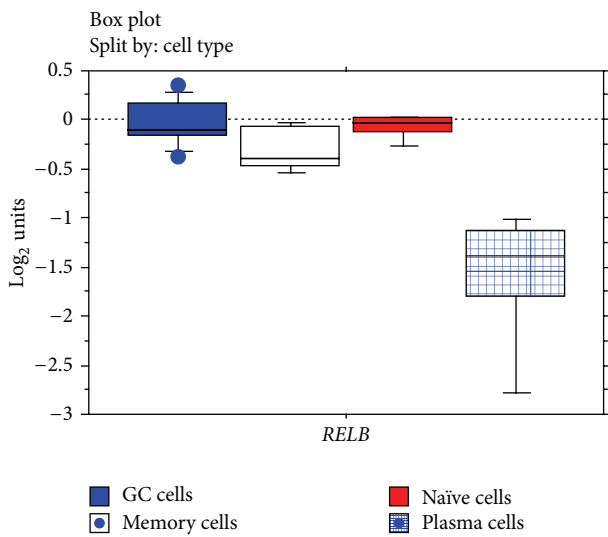 Box plot
Split by: cell type
0.5
0
−0.5
−1
−1.5
−2
−2.5
−3
Log₂ units
RELB
GC cells
Memory cells
Naïve cells
Plasma cells